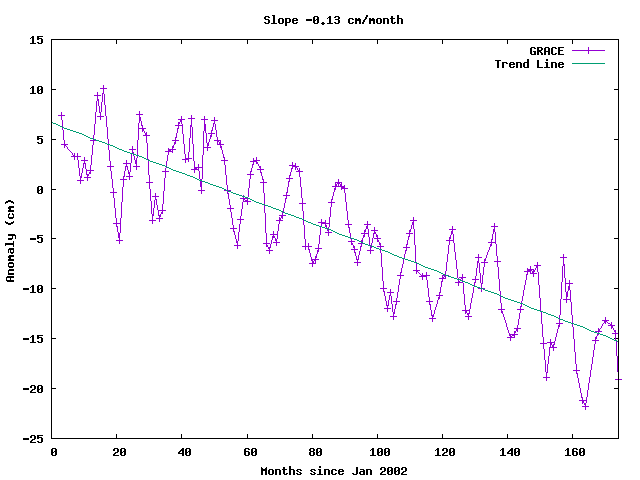 Slope -0.13 cm/month
GRACE
Trend Line
15
10
5
0
-5
-10
-15
-20
-25
Anomaly (cm)
0 20 40 60 80 100 120 140 160
Months since Jan 2002